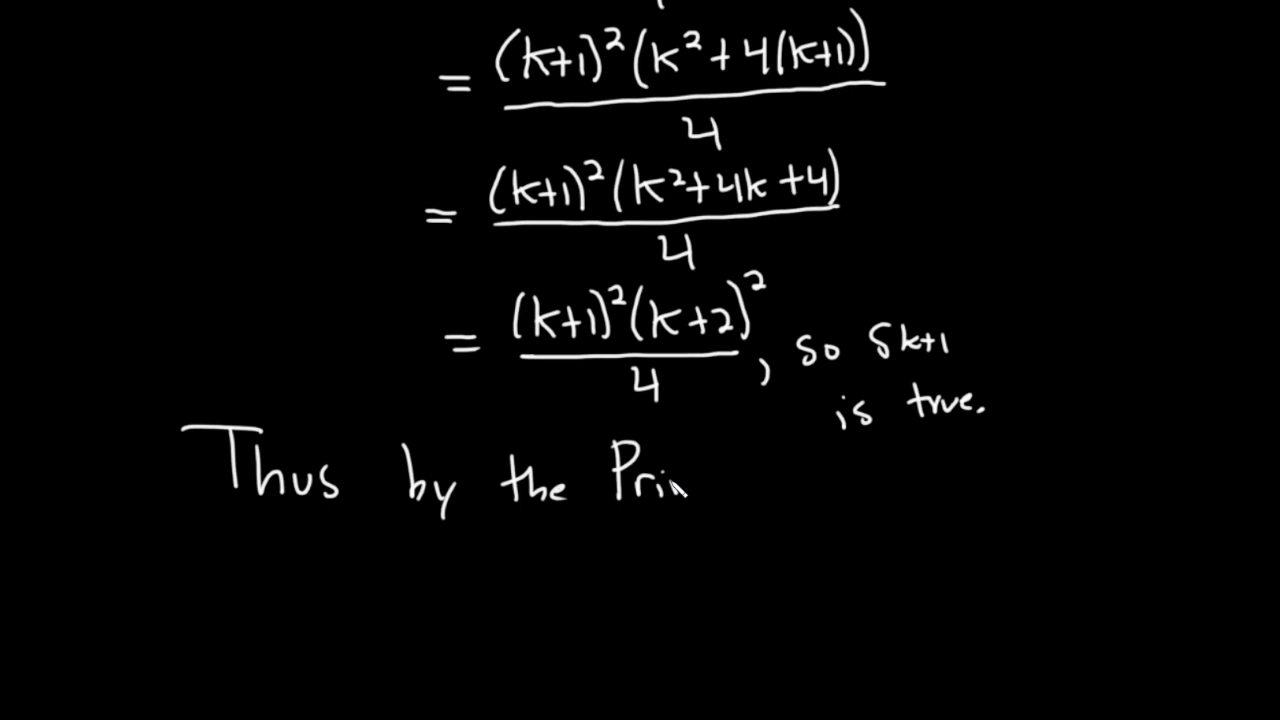 = (k+1)²(k²+4(k+1))
4
= (k+1)²(k²+4k+4)
4
= (k+1)²(k+2)²
4 , so Sk+1
is true.
Thus by the Prin